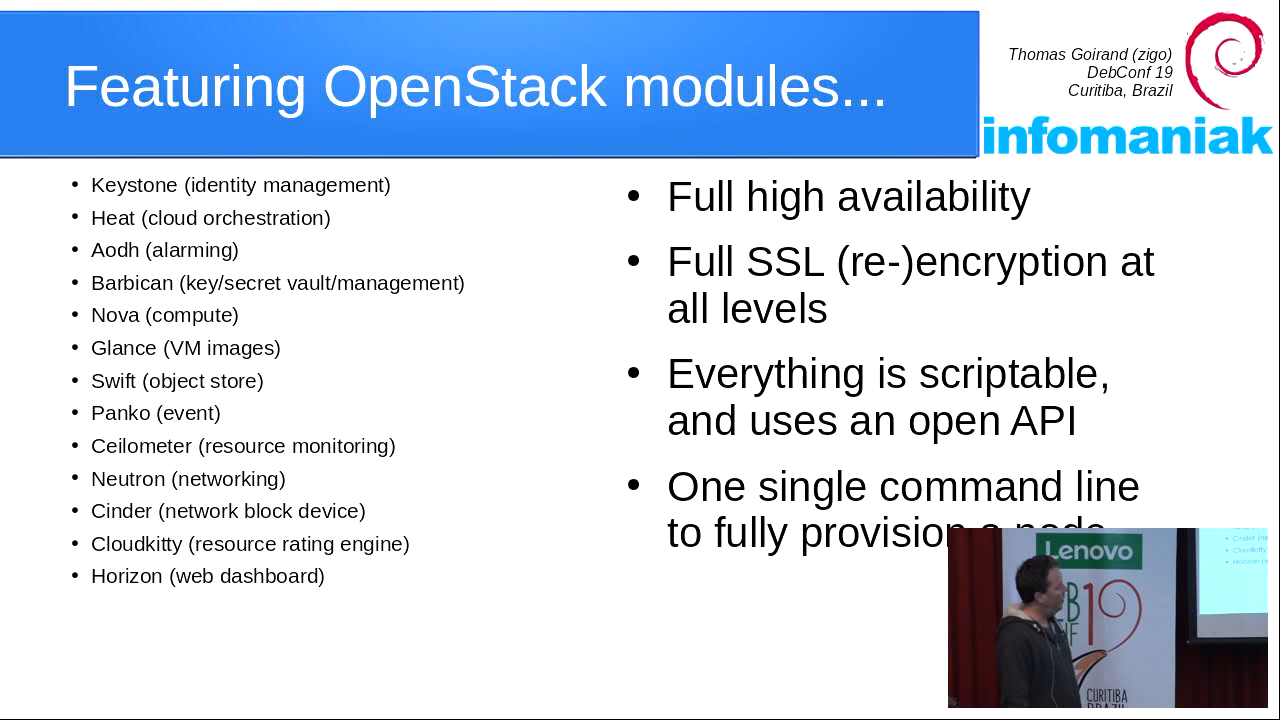 Featuring OpenStack modules...
Thomas Goirand (zigo)
DebConf 19
Curitiba, Brazil
infomaniak
• Keystone (identity management)
• Heat (cloud orchestration)
• Aodh (alarming)
• Barbican (key/secret vault/management)
• Nova (compute)
• Glance (VM images)
• Swift (object store)
• Panko (event)
• Ceilometer (resource monitoring)
• Neutron (networking)
• Cinder (network block device)
• Cloudkitty (resource rating engine)
• Horizon (web dashboard)
• Full high availability
• Full SSL (re-)encryption at
all levels
• Everything is scriptable,
and uses an open API
• One single command line
to fully provision a node
Lenovo
19
CURITIBA
BRAZIL